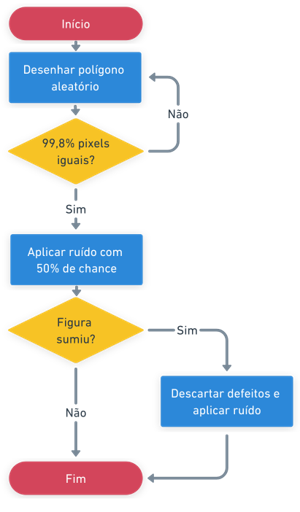 Início
Desenhar polígono
aleatório
Não
99,8% pixels
iguais?
Sim
Aplicar ruído com
50% de chance
Figura
sumiu?
Sim
Descartar defeitos e
aplicar ruído
Não
Fim